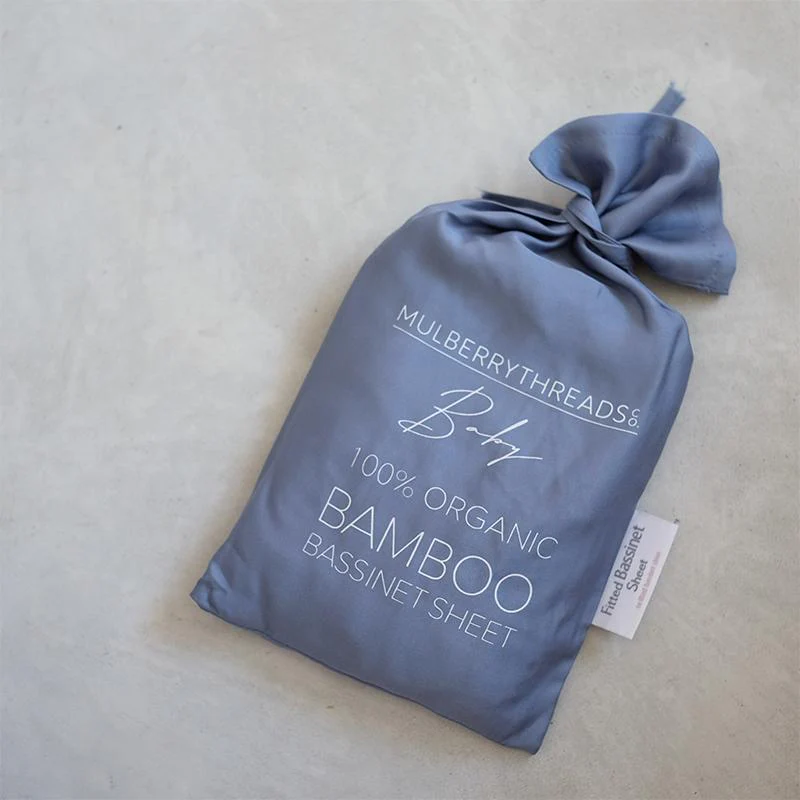 MULBERRYTHREADS CO.
Baby
100% ORGANIC
BAMBOO
BASSINET SHEET
Fitted Bassinet
Sheet